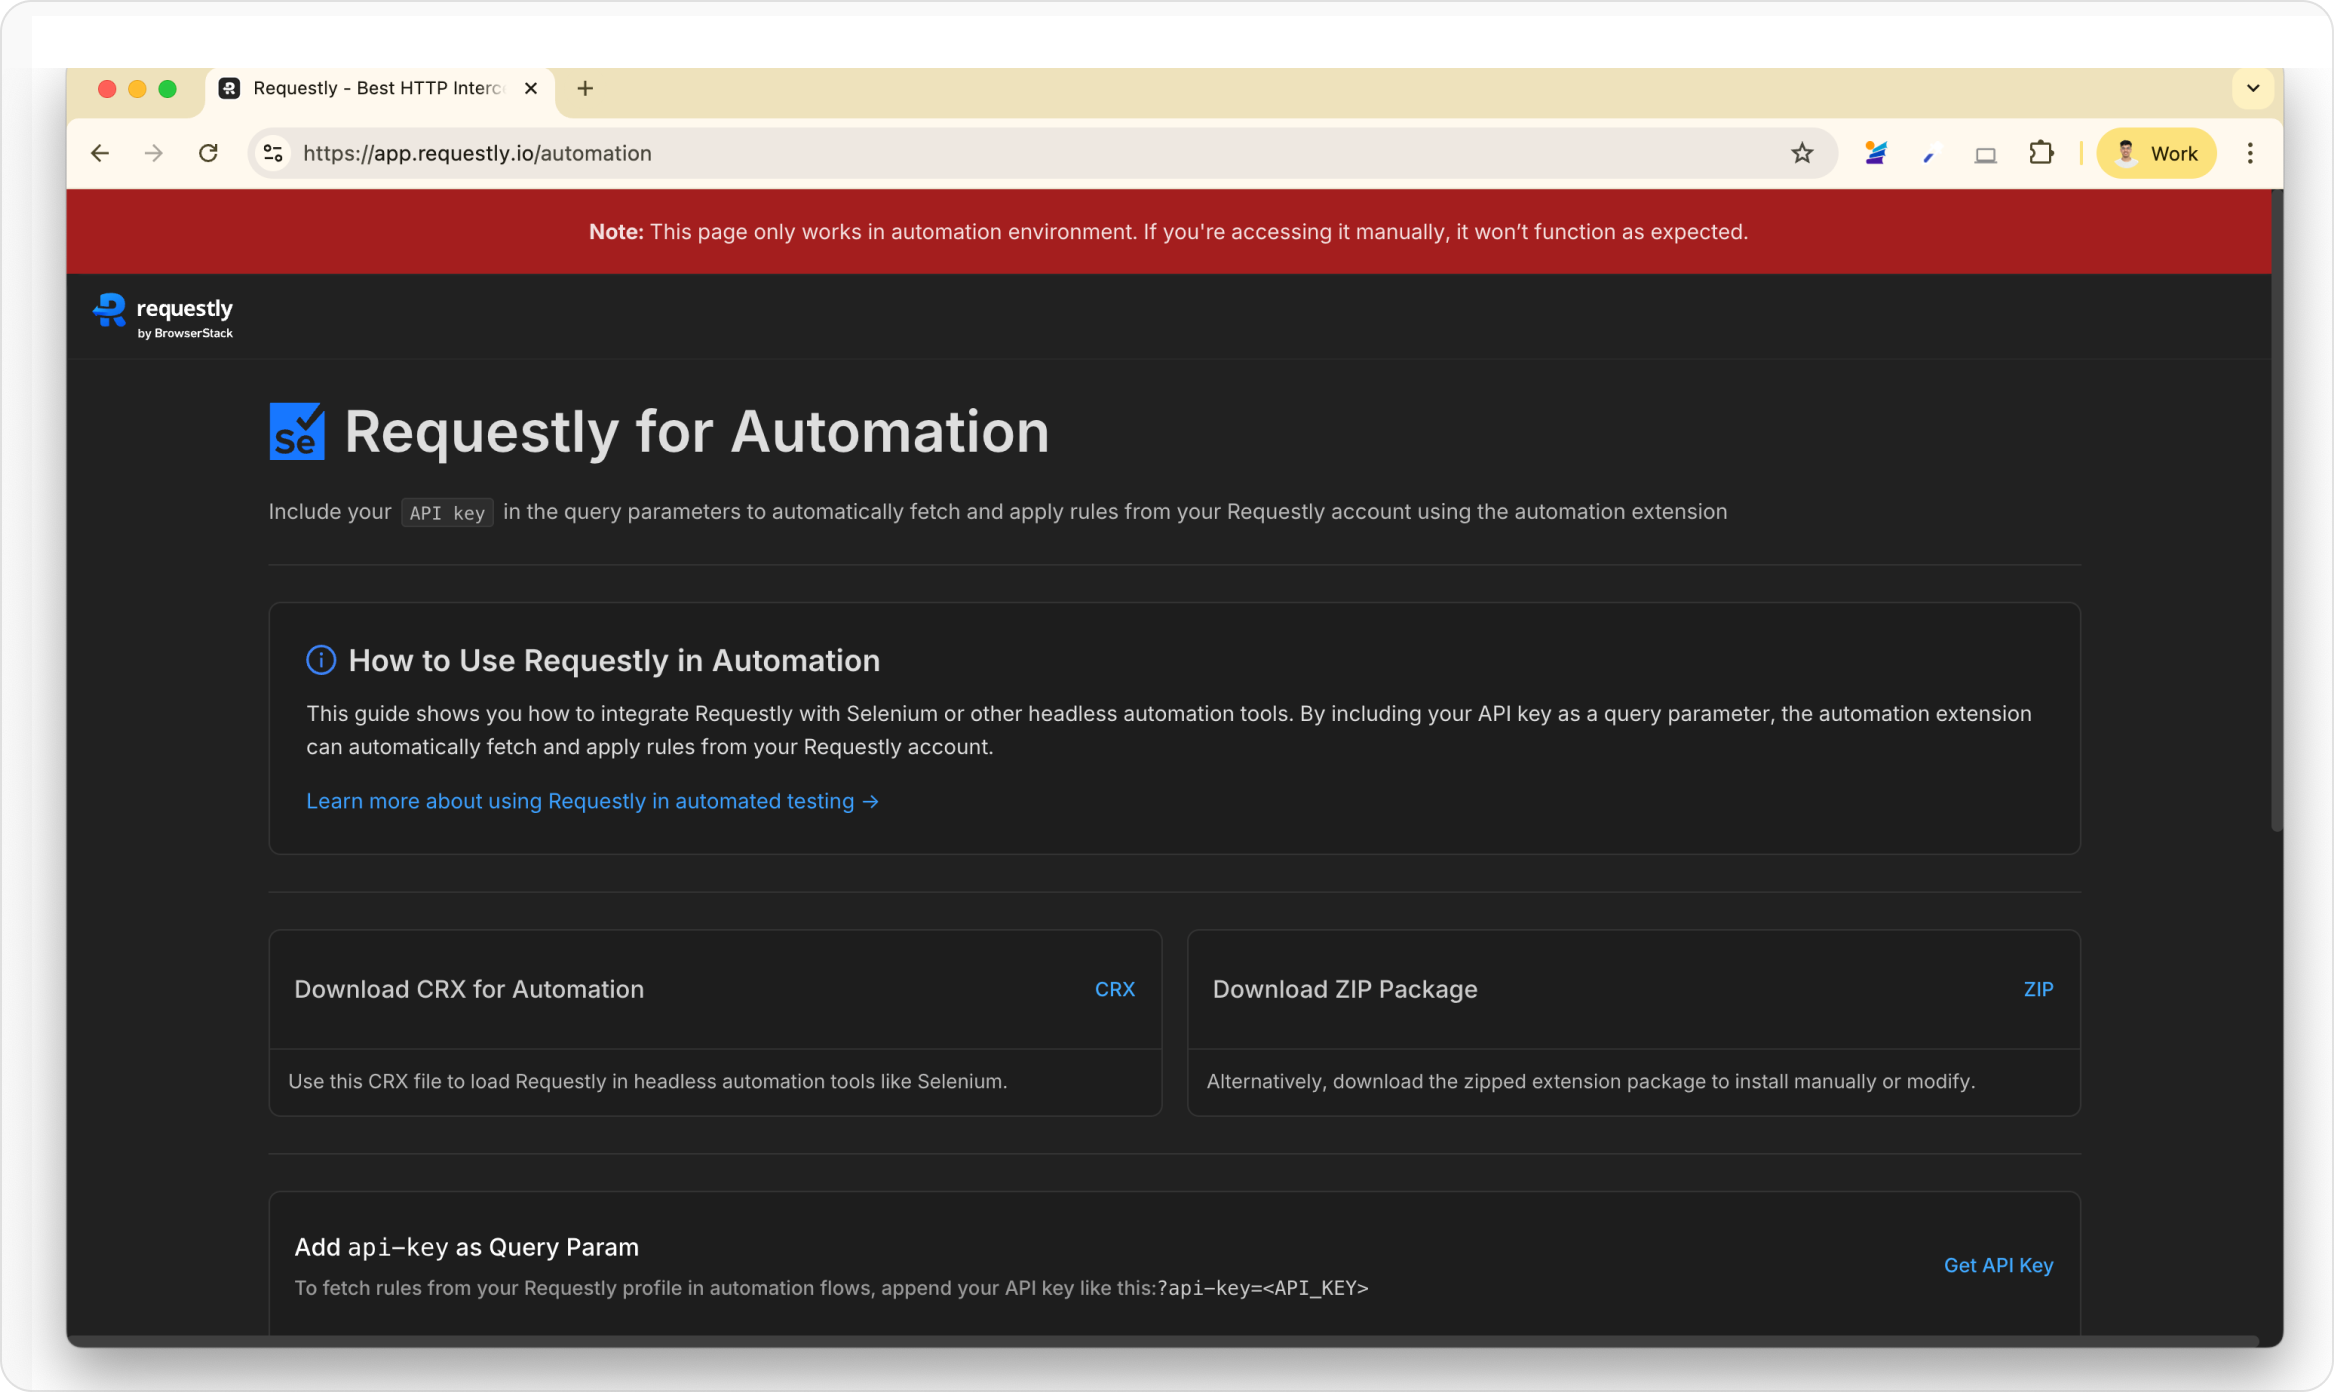 Requestly - Best HTTP Interc
https://app.requestly.io/automation
Work
Note: This page only works in automation environment. If you're accessing it manually, it won’t function as expected.
requestly
by BrowserStack
Se
Requestly for Automation
Include your API key in the query parameters to automatically fetch and apply rules from your Requestly account using the automation extension
How to Use Requestly in Automation
This guide shows you how to integrate Requestly with Selenium or other headless automation tools. By including your API key as a query parameter, the automation extension
can automatically fetch and apply rules from your Requestly account.
Learn more about using Requestly in automated testing →
Download CRX for Automation
CRX
Use this CRX file to load Requestly in headless automation tools like Selenium.
Download ZIP Package
ZIP
Alternatively, download the zipped extension package to install manually or modify.
Add api-key as Query Param
To fetch rules from your Requestly profile in automation flows, append your API key like this:?api-key=<API_KEY>
Get API Key